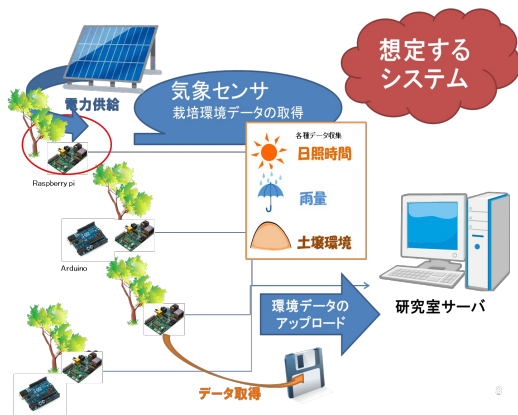 想定する
システム
電力供給
気象センサ
栽培環境データの取得
各種データ収集
日照時間
雨量
土壌環境
Raspberry pi
Arduino
環境データの
アップロード
研究室サーバ
データ取得